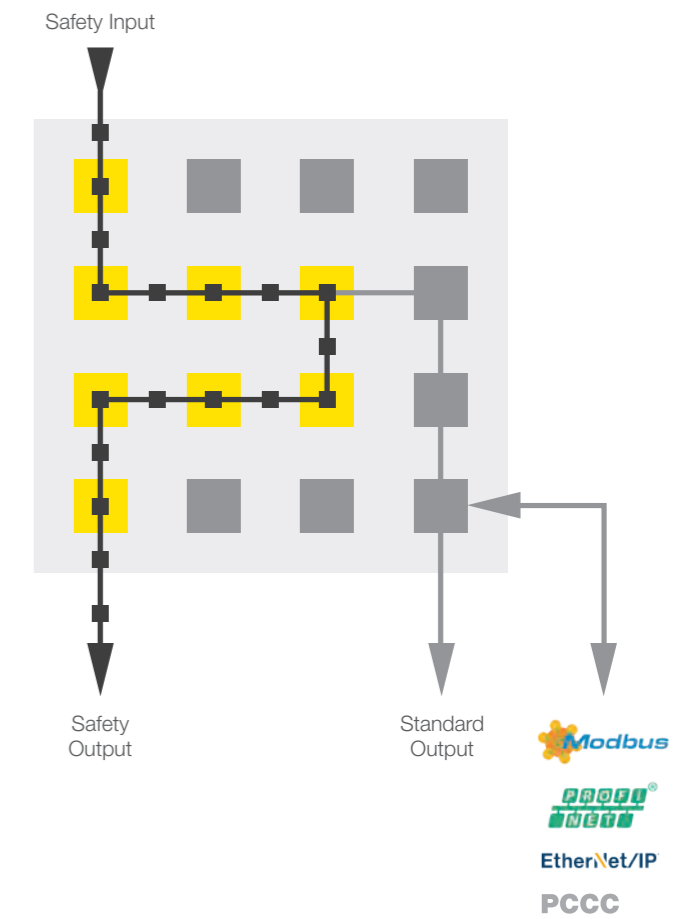 Safety Input
Safety
Output
Standard
Output
Modbus
PROFI
NET®
EtherNet/IP
PCCC